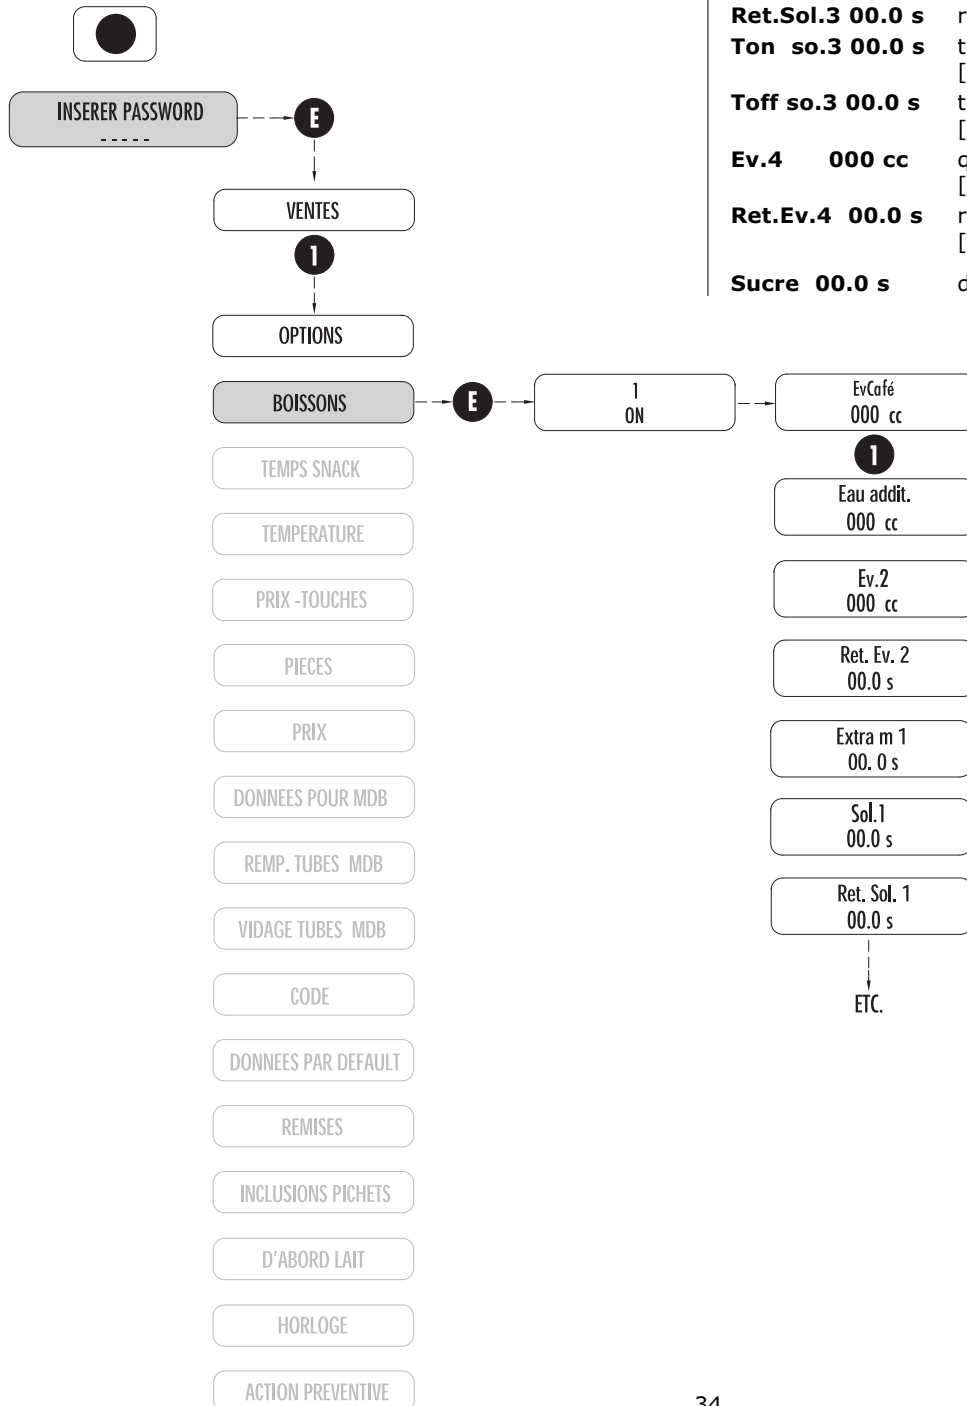 INSERER PASSWORD
- - - - -
E
VENTES
1
OPTIONS
BOISSONS
E
1
ON
TEMPS SNACK
TEMPERATURE
PRIX -TOUCHES
PIECES
PRIX
DONNEES POUR MDB
REMP. TUBES MDB
VIDAGE TUBES MDB
CODE
DONNEES PAR DEFAULT
REMISES
INCLUSIONS PICHETS
D'ABORD LAIT
HORLOGE
ACTION PREVENTIVE
Ret.Sol.3 00.0 s
Ton so.3 00.0 s
[
Toff so.3 00.0 s
[
Ev.4 000 cc
[
Ret.Ev.4 00.0 s
[
Sucre 00.0 s
EvCafé
000 cc
1
Eau addit.
000 cc
Ev.2
000 cc
Ret. Ev. 2
00.0 s
Extra m 1
00. 0 s
Sol.1
00.0 s
Ret. Sol. 1
00.0 s
ETC.
34